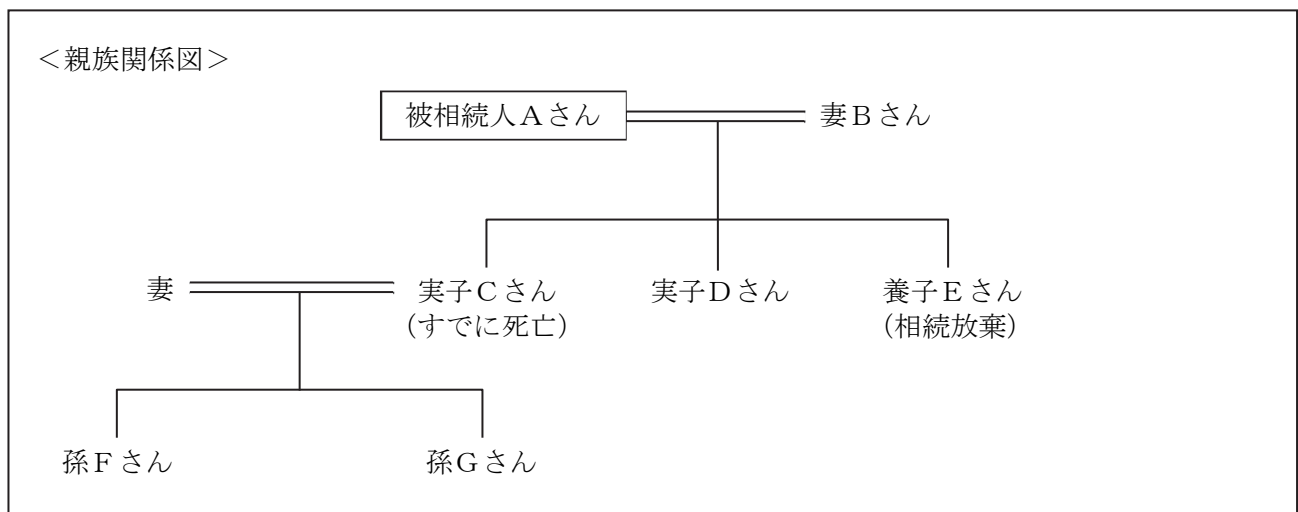 <親族関係図>
被相続人Aさん 妻Bさん
妻 実子Cさん 実子Dさん 養子Eさん
(すでに死亡) (相続放棄)
孫Fさん 孫Gさん